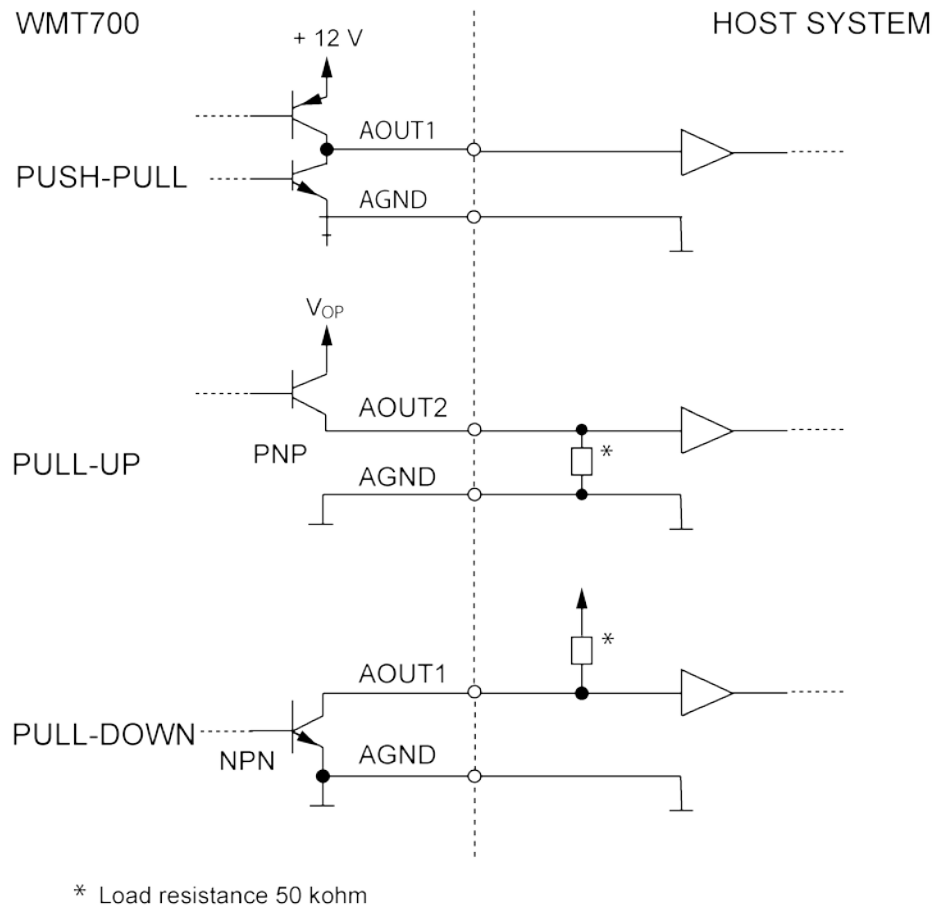 WMT700 HOST SYSTEM
+ 12 V
AOUT1
PUSH-PULL
AGND
VOP
AOUT2
PNP
*
PULL-UP
AGND
*
AOUT1
PULL-DOWN
NPN
AGND
* Load resistance 50 kohm